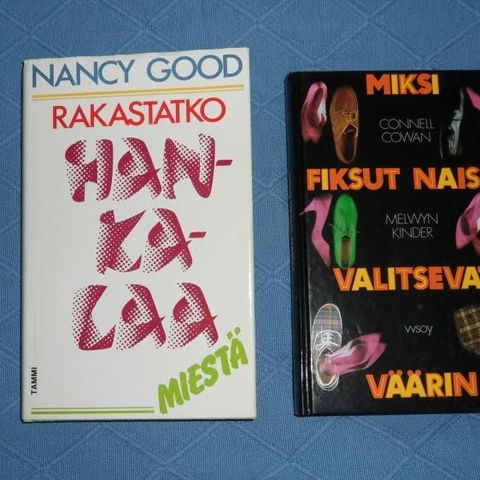 NANCY GOOD
RAKASTATKO
HAN-
KA-
LAA
MIESTÄ
TAMMI
MIKSI
CONNELL
COWAN
FIKSUT NAIS
MELWYN
KINDER
VALITSEVAT
WSOY
VÄÄRIN